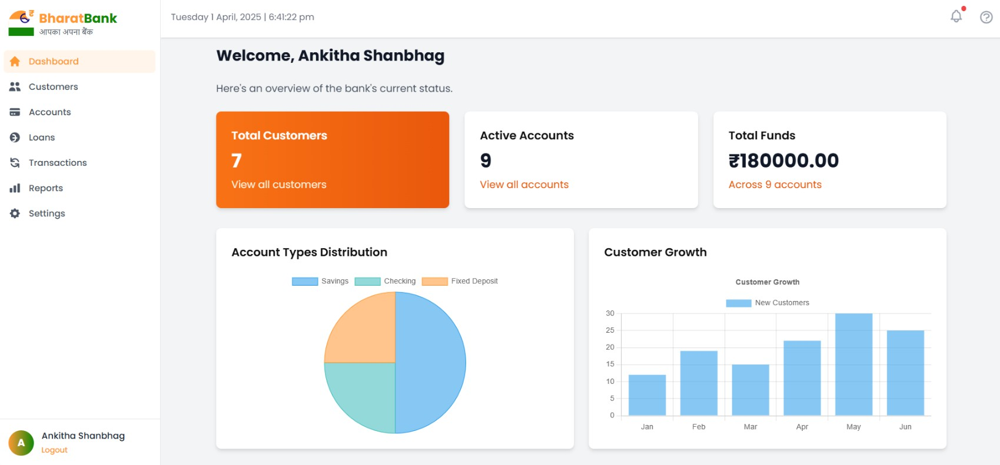 BharatBank
आपका अपना बैंक
Tuesday 1 April, 2025 | 6:41:22 pm
Dashboard
Customers
Accounts
Loans
Transactions
Reports
Settings
Ankitha Shanbhag
A
Logout
Welcome, Ankitha Shanbhag
Here's an overview of the bank's current status.
Total Customers
7
View all customers
Active Accounts
9
View all accounts
Total Funds
₹180000.00
Across 9 accounts
Account Types Distribution
Savings Checking Fixed Deposit
Customer Growth
Customer Growth
New Customers
30
25
20
15
10
5
0
Jan Feb Mar Apr May Jun